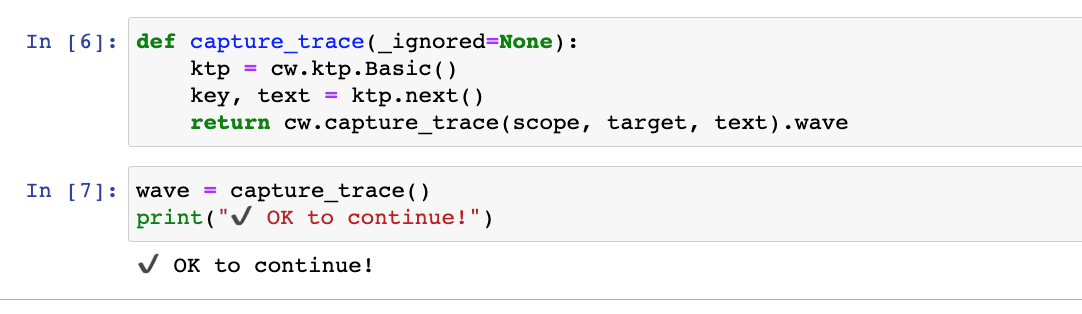 In [6]: def capture_trace(_ignored=None):
    ktp = cw.ktp.Basic()
    key, text = ktp.next()
    return cw.capture_trace(scope, target, text).wave
In [7]: wave = capture_trace()
print("✔ OK to continue!")
✔ OK to continue!